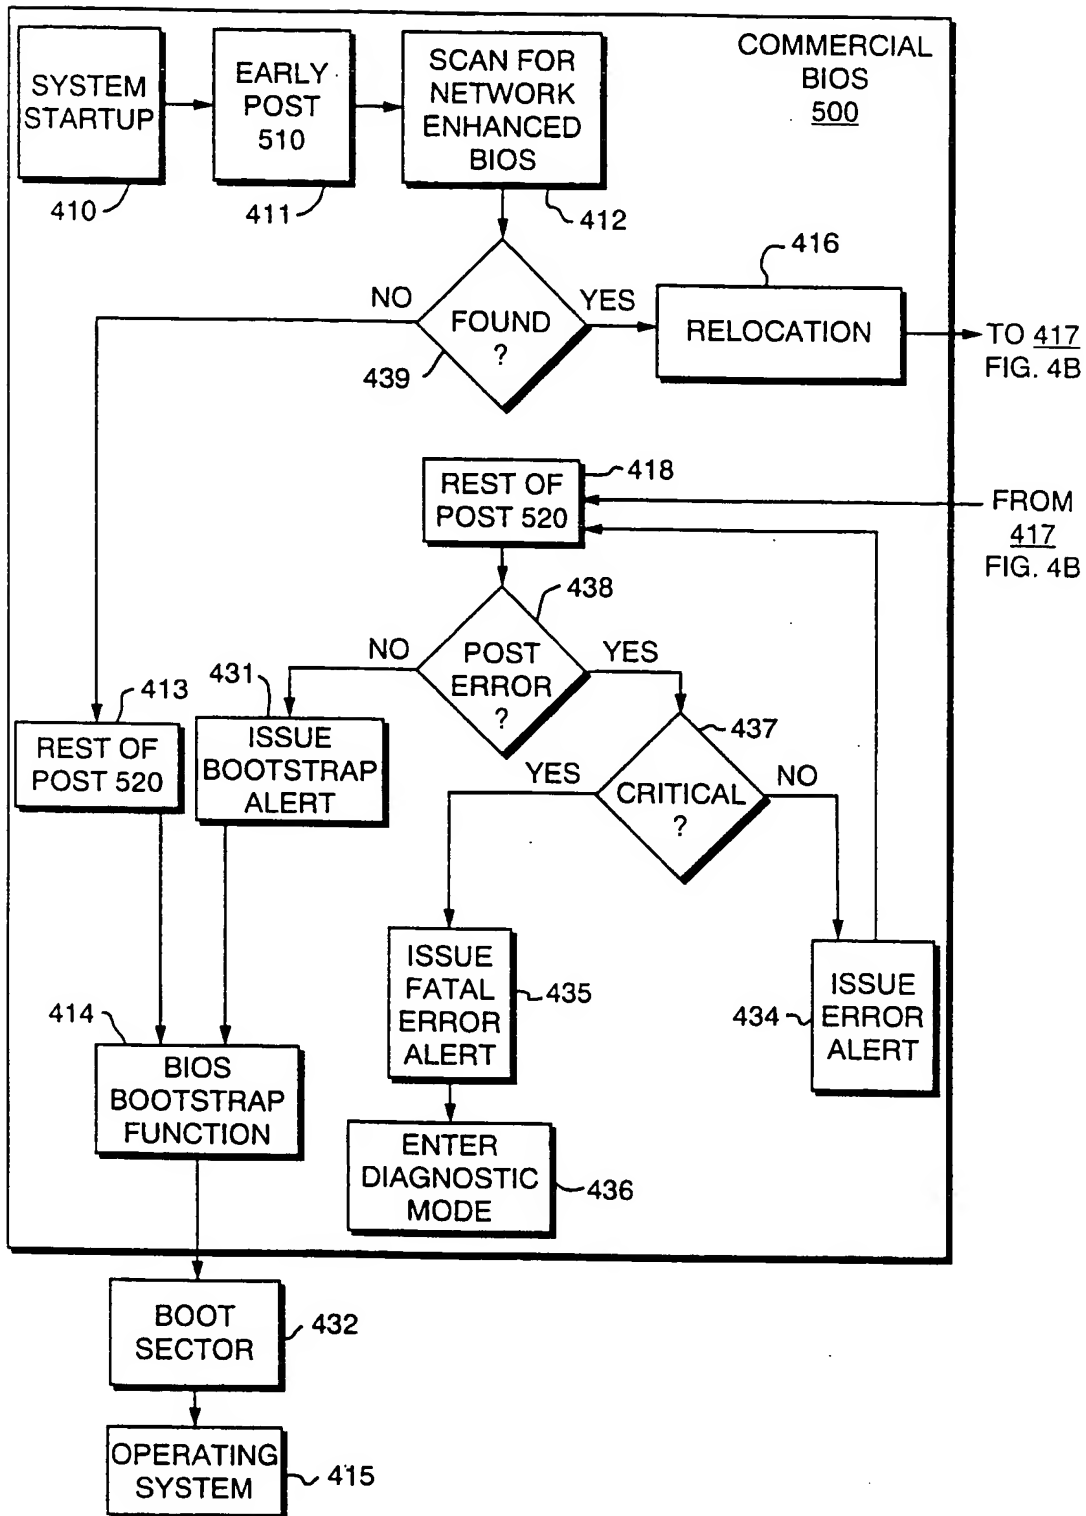 COMMERCIAL
BIOS
500
SYSTEM
STARTUP
410
EARLY
POST
510
411
SCAN FOR
NETWORK
ENHANCED
BIOS
412
FOUND
?
439
NO
YES
416
RELOCATION
TO 417
FIG. 4B
REST OF
POST 520
418
FROM
417
FIG. 4B
POST
ERROR
?
438
NO
YES
413
REST OF
POST 520
431
ISSUE
BOOTSTRAP
ALERT
437
CRITICAL
?
YES
NO
ISSUE
FATAL
ERROR
ALERT
435
434
ISSUE
ERROR
ALERT
414
BIOS
BOOTSTRAP
FUNCTION
ENTER
DIAGNOSTIC
MODE
436
BOOT
SECTOR
432
OPERATING
SYSTEM
415